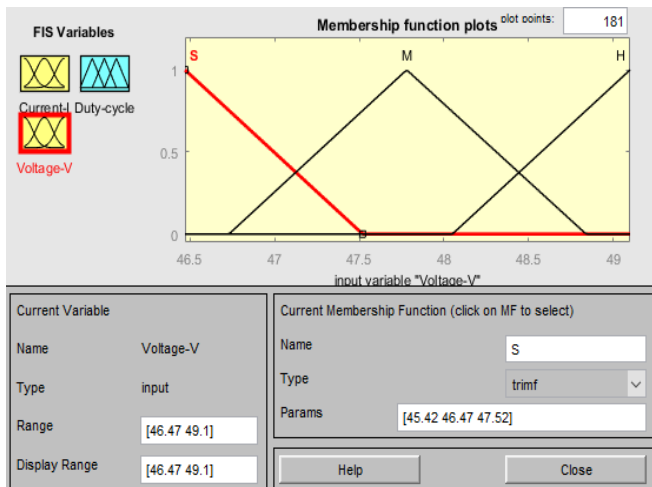 FIS Variables
Membership function plots
plot points:
181
Current-I Duty-cycle
Voltage-V
S
M
H
1
0.5
0
46.5
47
47.5
48
48.5
49
input variable "Voltage-V"
Current Variable
Name
Voltage-V
Type
input
Range
[46.47 49.1]
Display Range
[46.47 49.1]
Current Membership Function (click on MF to select)
Name
S
Type
trimf
Params
[45.42 46.47 47.52]
Help
Close